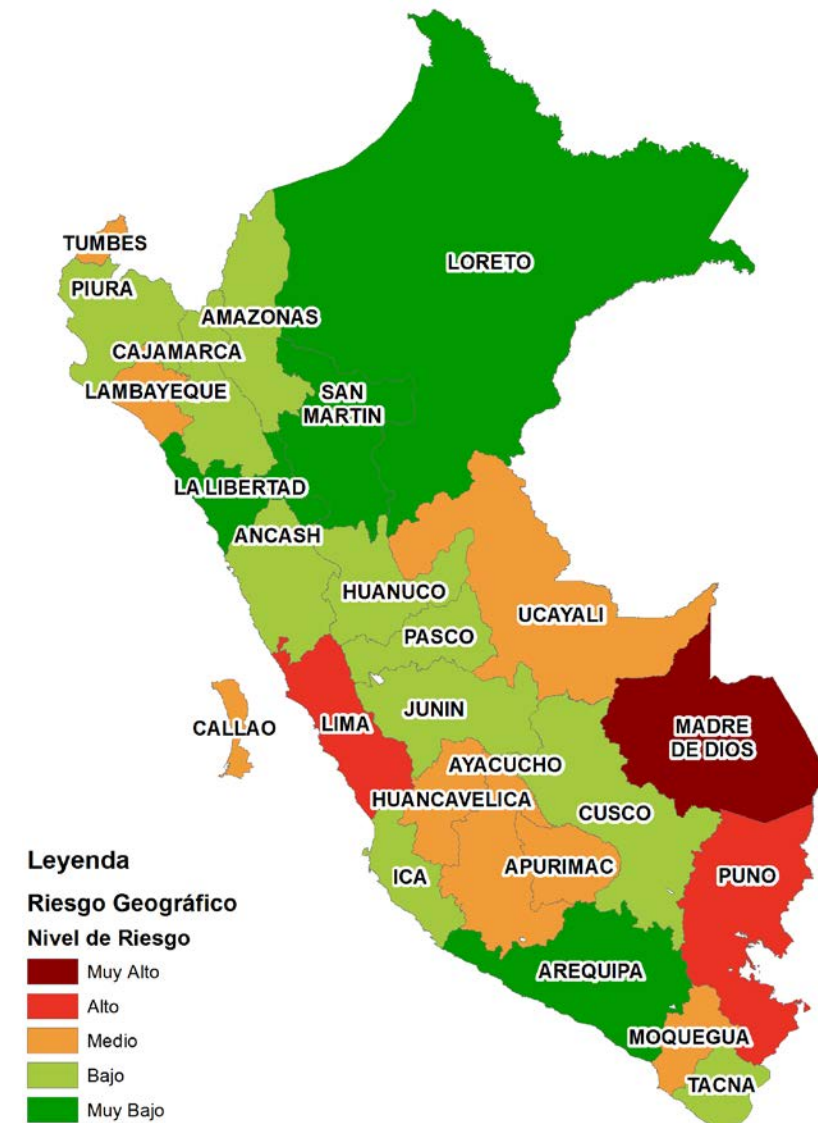 TUMBES
PIURA
LORETO
AMAZONAS
CAJAMARCA
LAMBAYEQUE
SAN
MARTIN
LA LIBERTAD
ANCASH
HUANUCO
UCAYALI
PASCO
JUNIN
LIMA
CALLAO
MADRE
DE DIOS
AYACUCHO
HUANCAVELICA
CUSCO
ICA
APURIMAC
PUNO
AREQUIPA
MOQUEGUA
TACNA
Leyenda
Riesgo Geográfico
Nivel de Riesgo
Muy Alto
Alto
Medio
Bajo
Muy Bajo